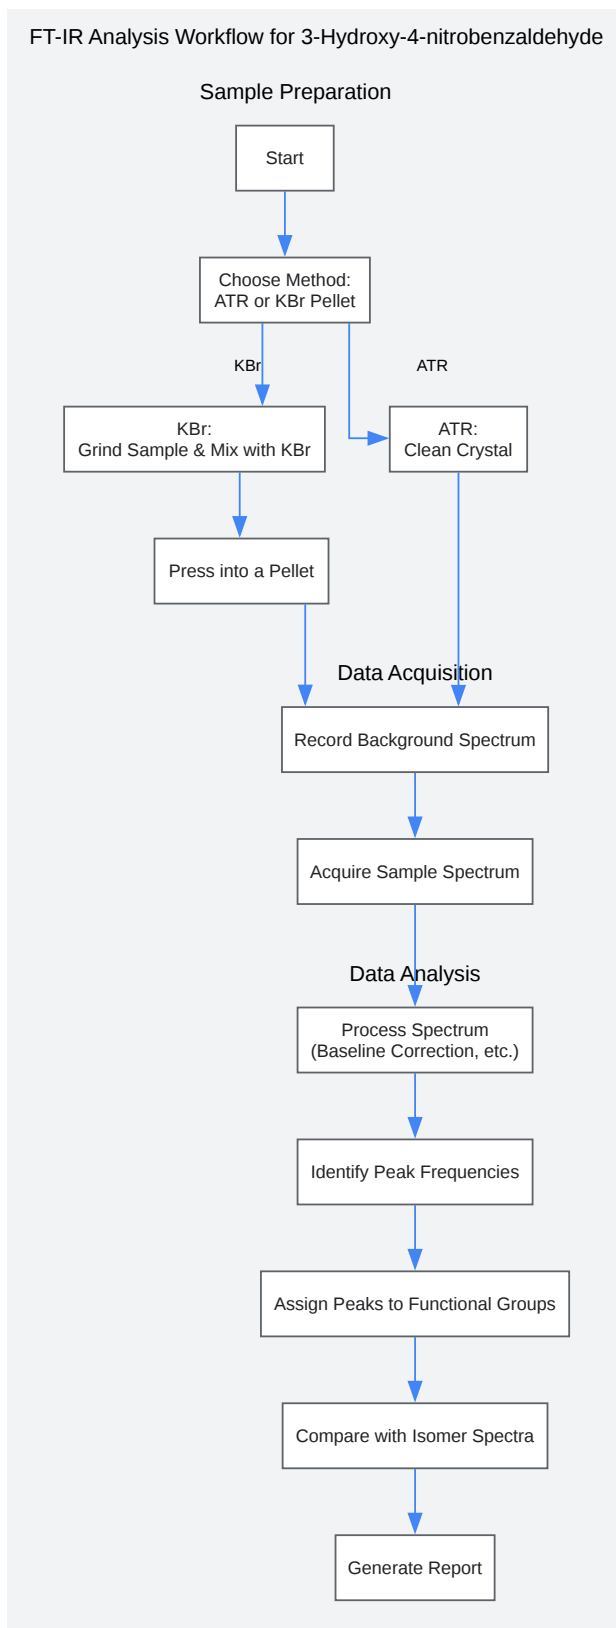 FT-IR Analysis Workflow for 3-Hydroxy-4-nitrobenzaldehyde
Sample Preparation
Start
Choose Method:
ATR or KBr Pellet
KBr
ATR
KBr:
Grind Sample & Mix with KBr
ATR:
Clean Crystal
Press into a Pellet
Data Acquisition
Record Background Spectrum
Acquire Sample Spectrum
Data Analysis
Process Spectrum
(Baseline Correction, etc.)
Identify Peak Frequencies
Assign Peaks to Functional Groups
Compare with Isomer Spectra
Generate Report